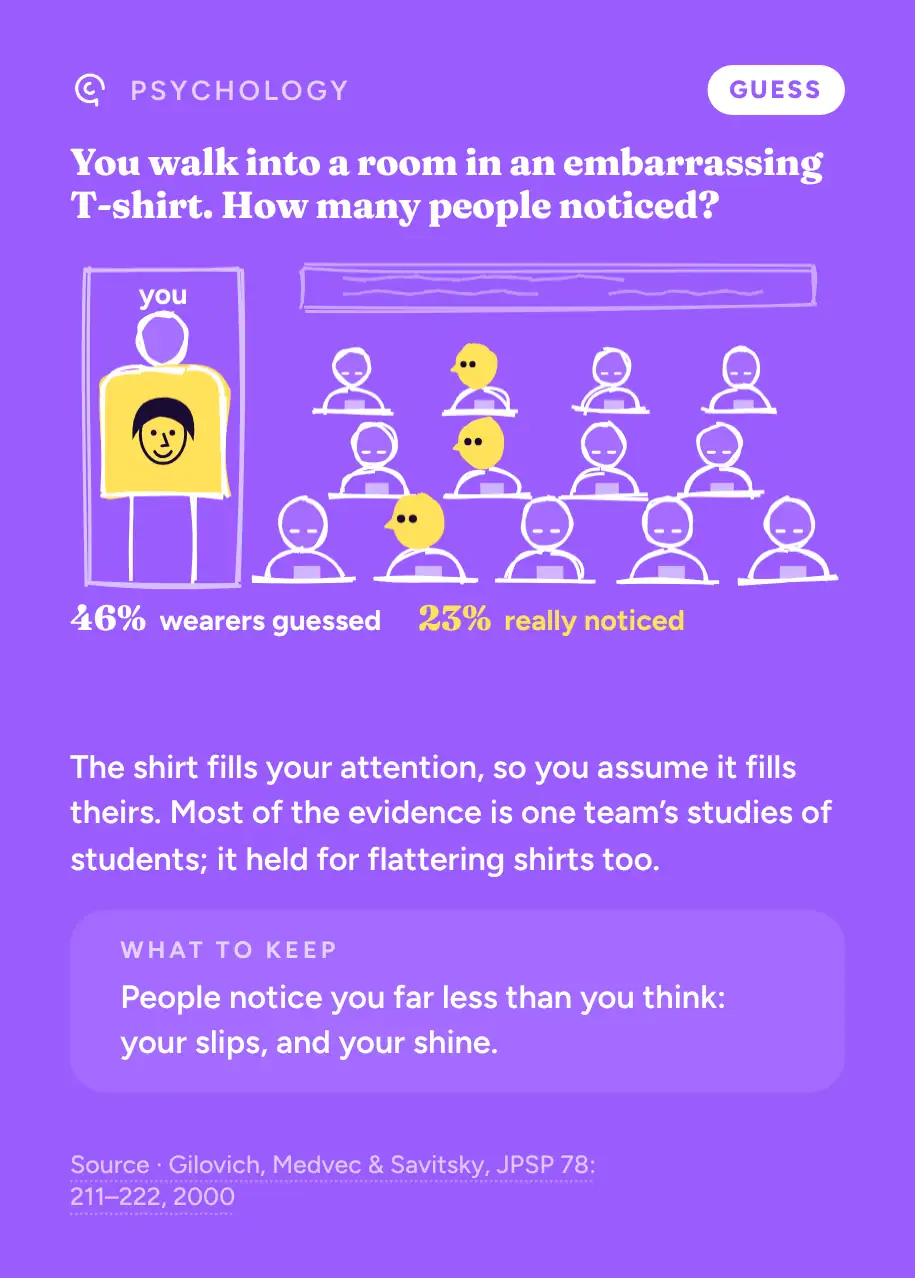 PSYCHOLOGY
GUESS
You walk into a room in an embarrassing
T-shirt. How many people noticed?
you
46% wearers guessed 23% really noticed
The shirt fills your attention, so you assume it fills
theirs. Most of the evidence is one team’s studies of
students; it held for flattering shirts too.
WHAT TO KEEP
People notice you far less than you think:
your slips, and your shine.
Source · Gilovich, Medvec & Savitsky, JPSP 78:
211–222, 2000